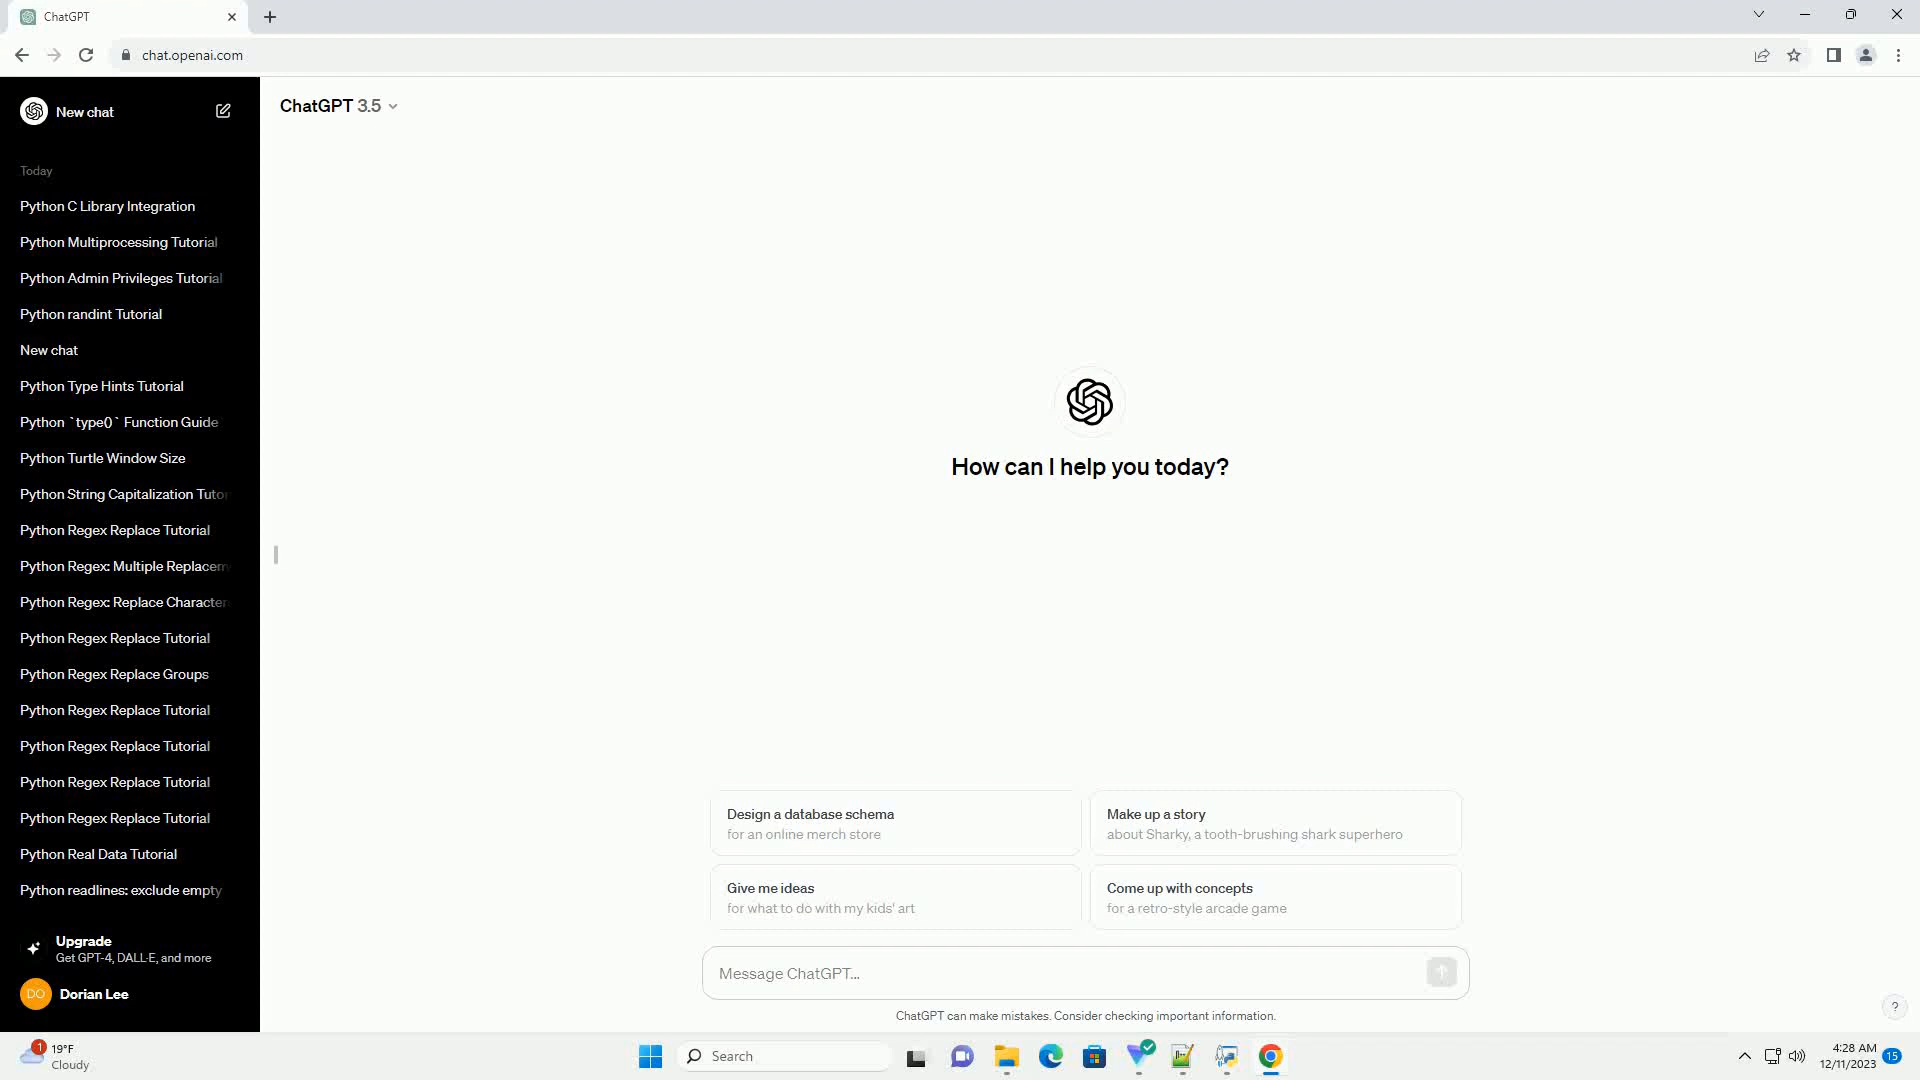 ChatGPT
chat.openai.com
New chat
ChatGPT 3.5
Today
Python C Library Integration
Python Multiprocessing Tutorial
Python Admin Privileges Tutorial
Python randint Tutorial
New chat
Python Type Hints Tutorial
Python `type()` Function Guide
Python Turtle Window Size
Python String Capitalization Tutor
Python Regex Replace Tutorial
Python Regex: Multiple Replacem
Python Regex: Replace Character
Python Regex Replace Tutorial
Python Regex Replace Groups
Python Regex Replace Tutorial
Python Regex Replace Tutorial
Python Regex Replace Tutorial
Python Regex Replace Tutorial
Python Real Data Tutorial
Python readlines: exclude empty
Upgrade
Get GPT-4, DALL·E, and more
DO
Dorian Lee
How can I help you today?
Design a database schema
for an online merch store
Make up a story
about Sharky, a tooth-brushing shark superhero
Give me ideas
for what to do with my kids' art
Come up with concepts
for a retro-style arcade game
Message ChatGPT...
ChatGPT can make mistakes. Consider checking important information.
?
1
19°F
Cloudy
Search
4:28 AM
12/11/2023
15